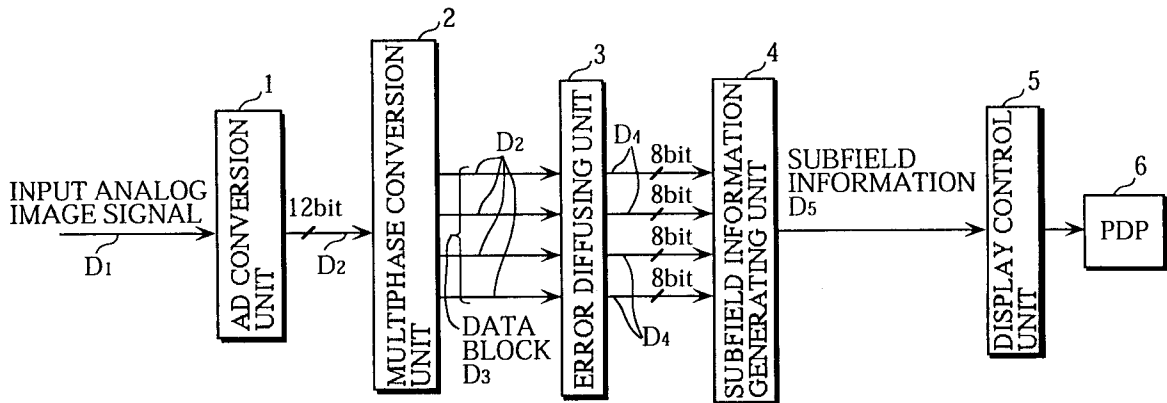 INPUT ANALOG
IMAGE SIGNAL
D1
1
AD CONVERSION
UNIT
12bit
D2
2
MULTIPHASE CONVERSION
UNIT
D2
DATA
BLOCK
D3
3
ERROR DIFFUSING UNIT
D4
8bit
8bit
8bit
8bit
D4
4
SUBFIELD INFORMATION
GENERATING UNIT
SUBFIELD
INFORMATION
D5
5
DISPLAY CONTROL
UNIT
6
PDP